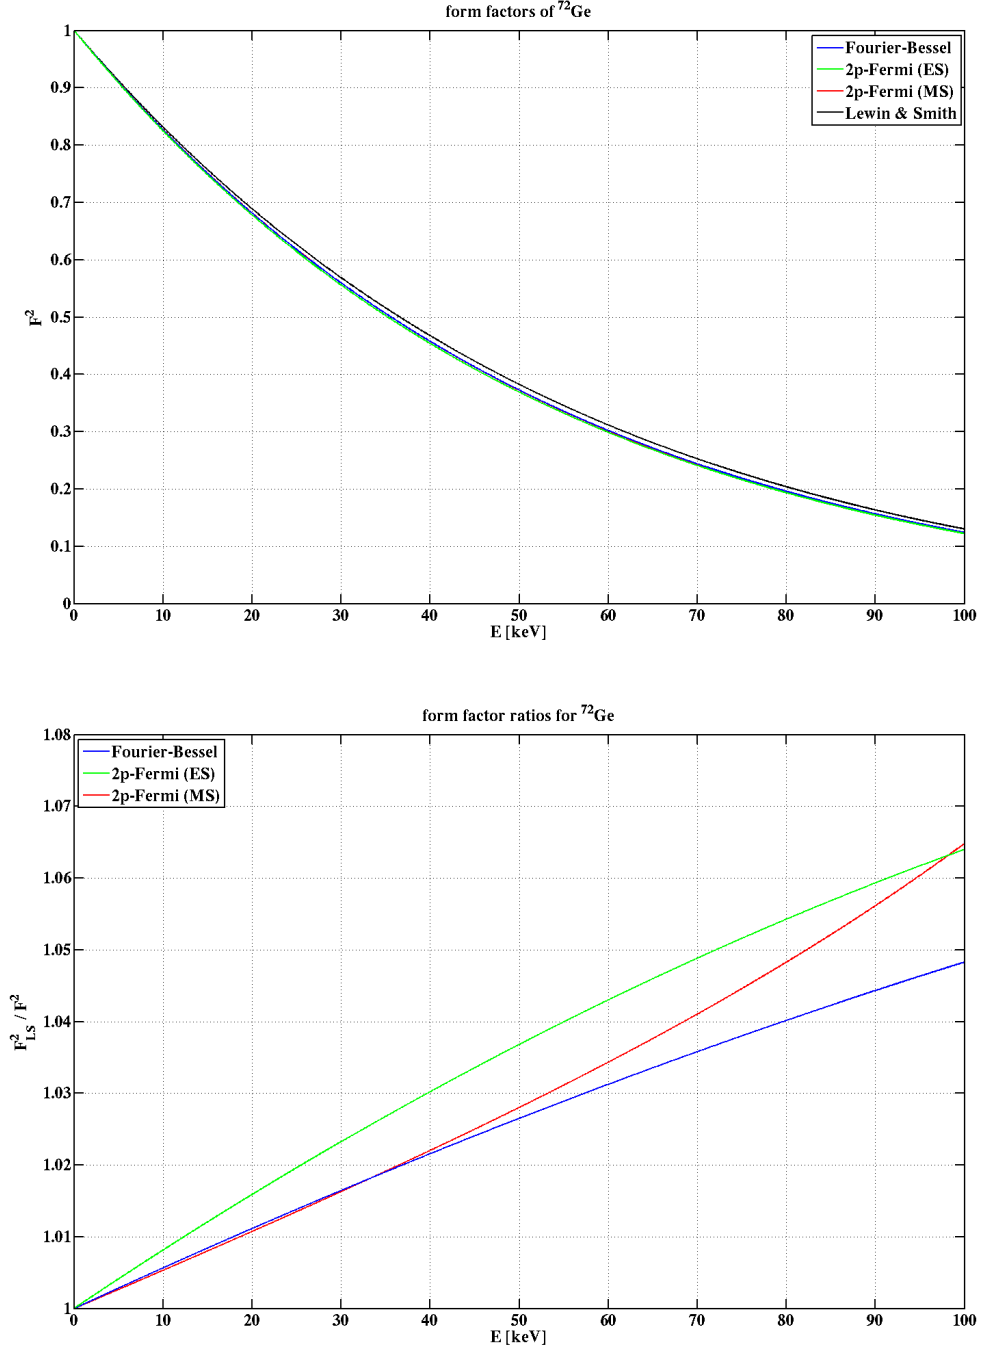 form factors of ⁷²Ge
1
0.9
0.8
0.7
0.6
0.5
0.4
0.3
0.2
0.1
0
F²
Fourier-Bessel
2p-Fermi (ES)
2p-Fermi (MS)
Lewin & Smith
0 10 20 30 40 50 60 70 80 90 100
E [keV]
form factor ratios for ⁷²Ge
1.08
1.07
1.06
1.05
1.04
1.03
1.02
1.01
1
F²_LS / F²
Fourier-Bessel
2p-Fermi (ES)
2p-Fermi (MS)
0 10 20 30 40 50 60 70 80 90 100
E [keV]